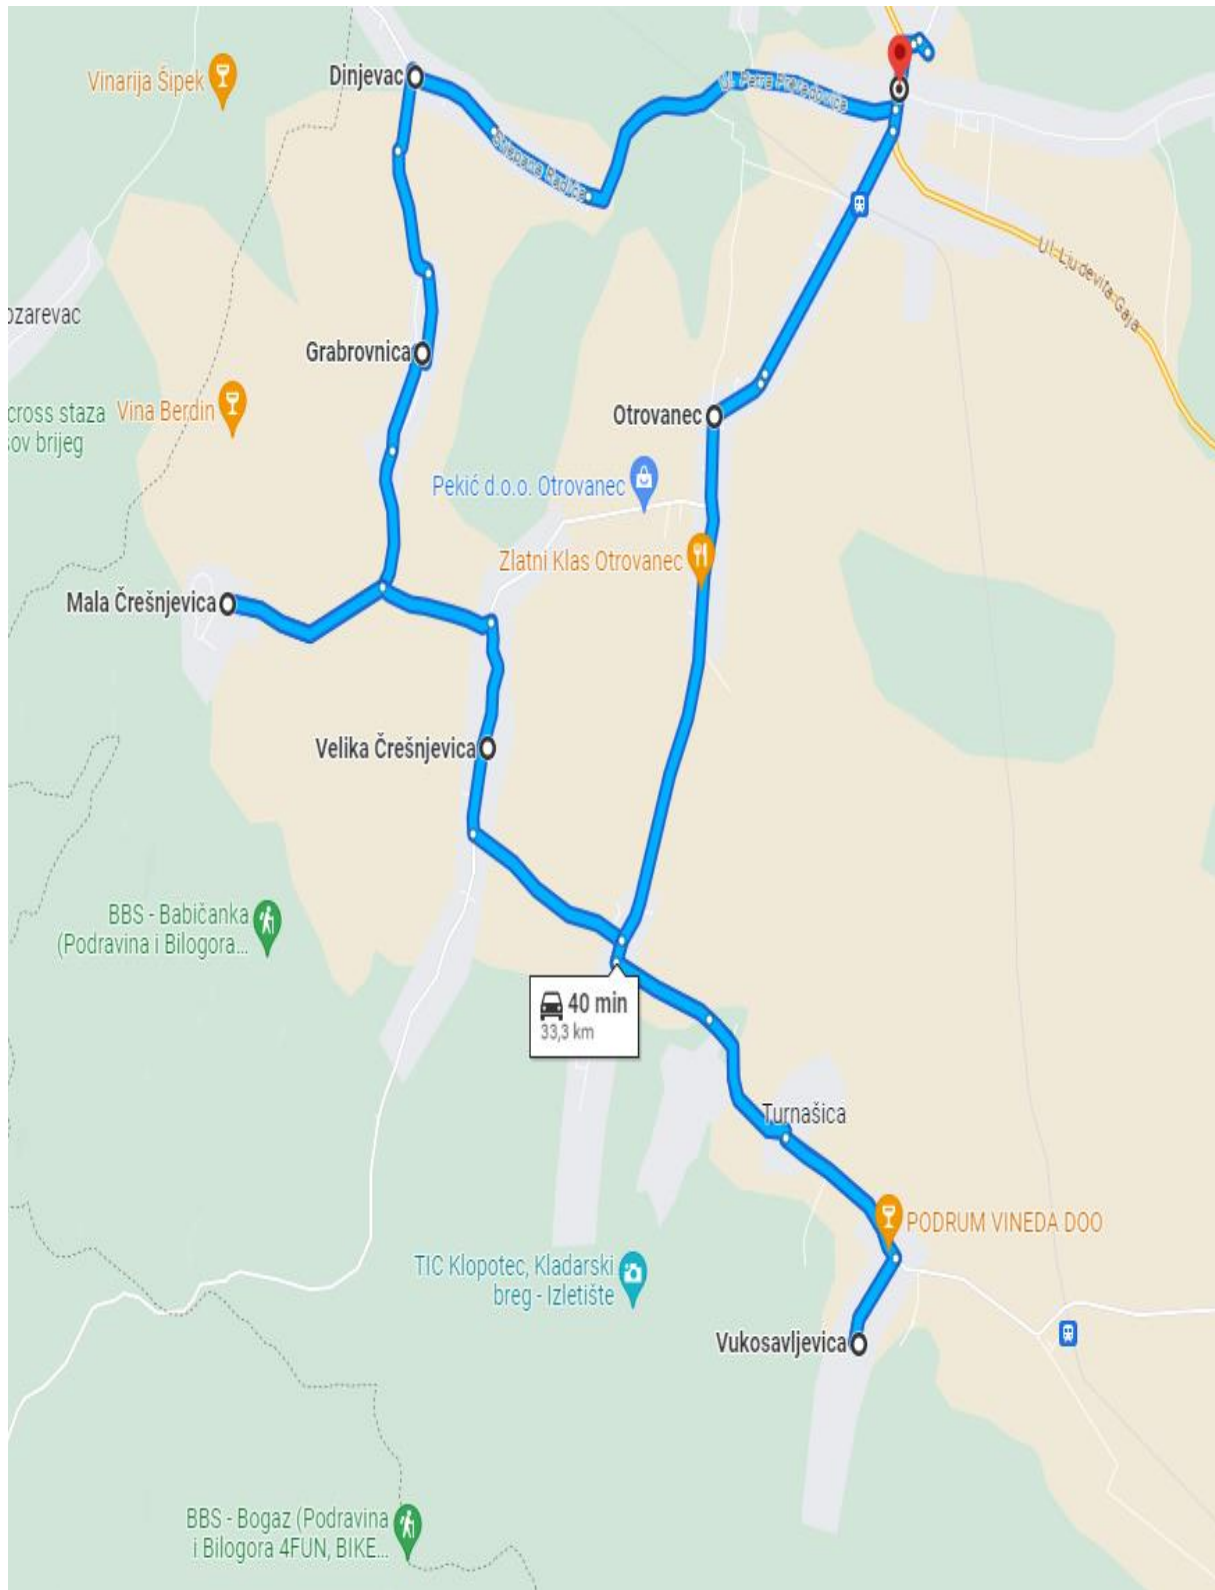 Vinarija Šipek
Dinjevac
Ul. Petra Preradovića
Stjepana Radića
Ul. Ljudevita Gaja
ozarevac
Grabrovnica
cross staza
šov brijeg
Vina Berdin
Otrovanec
Pekić d.o.o. Otrovanec
Zlatni Klas Otrovanec
Mala Črešnjevica
Velika Črešnjevica
BBS - Babičanka
(Podravina i Bilogora...
40 min
33,3 km
Turnašica
PODRUM VINEDA DOO
TIC Klopotec, Kladarski
breg - Izletište
Vukosavljevica
BBS - Bogaz (Podravina
i Bilogora 4FUN, BIKE...